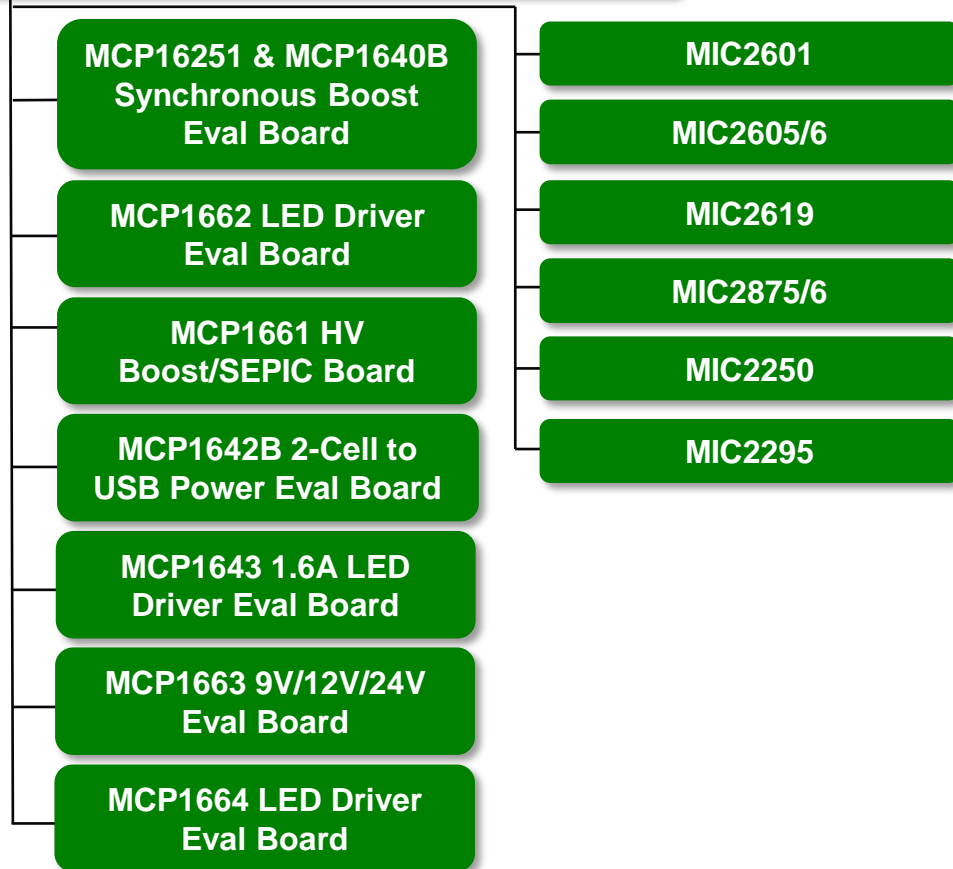 MCP16251 & MCP1640B
Synchronous Boost
Eval Board
MCP1662 LED Driver
Eval Board
MCP1661 HV
Boost/SEPIC Board
MCP1642B 2-Cell to
USB Power Eval Board
MCP1643 1.6A LED
Driver Eval Board
MCP1663 9V/12V/24V
Eval Board
MCP1664 LED Driver
Eval Board
MIC2601
MIC2605/6
MIC2619
MIC2875/6
MIC2250
MIC2295